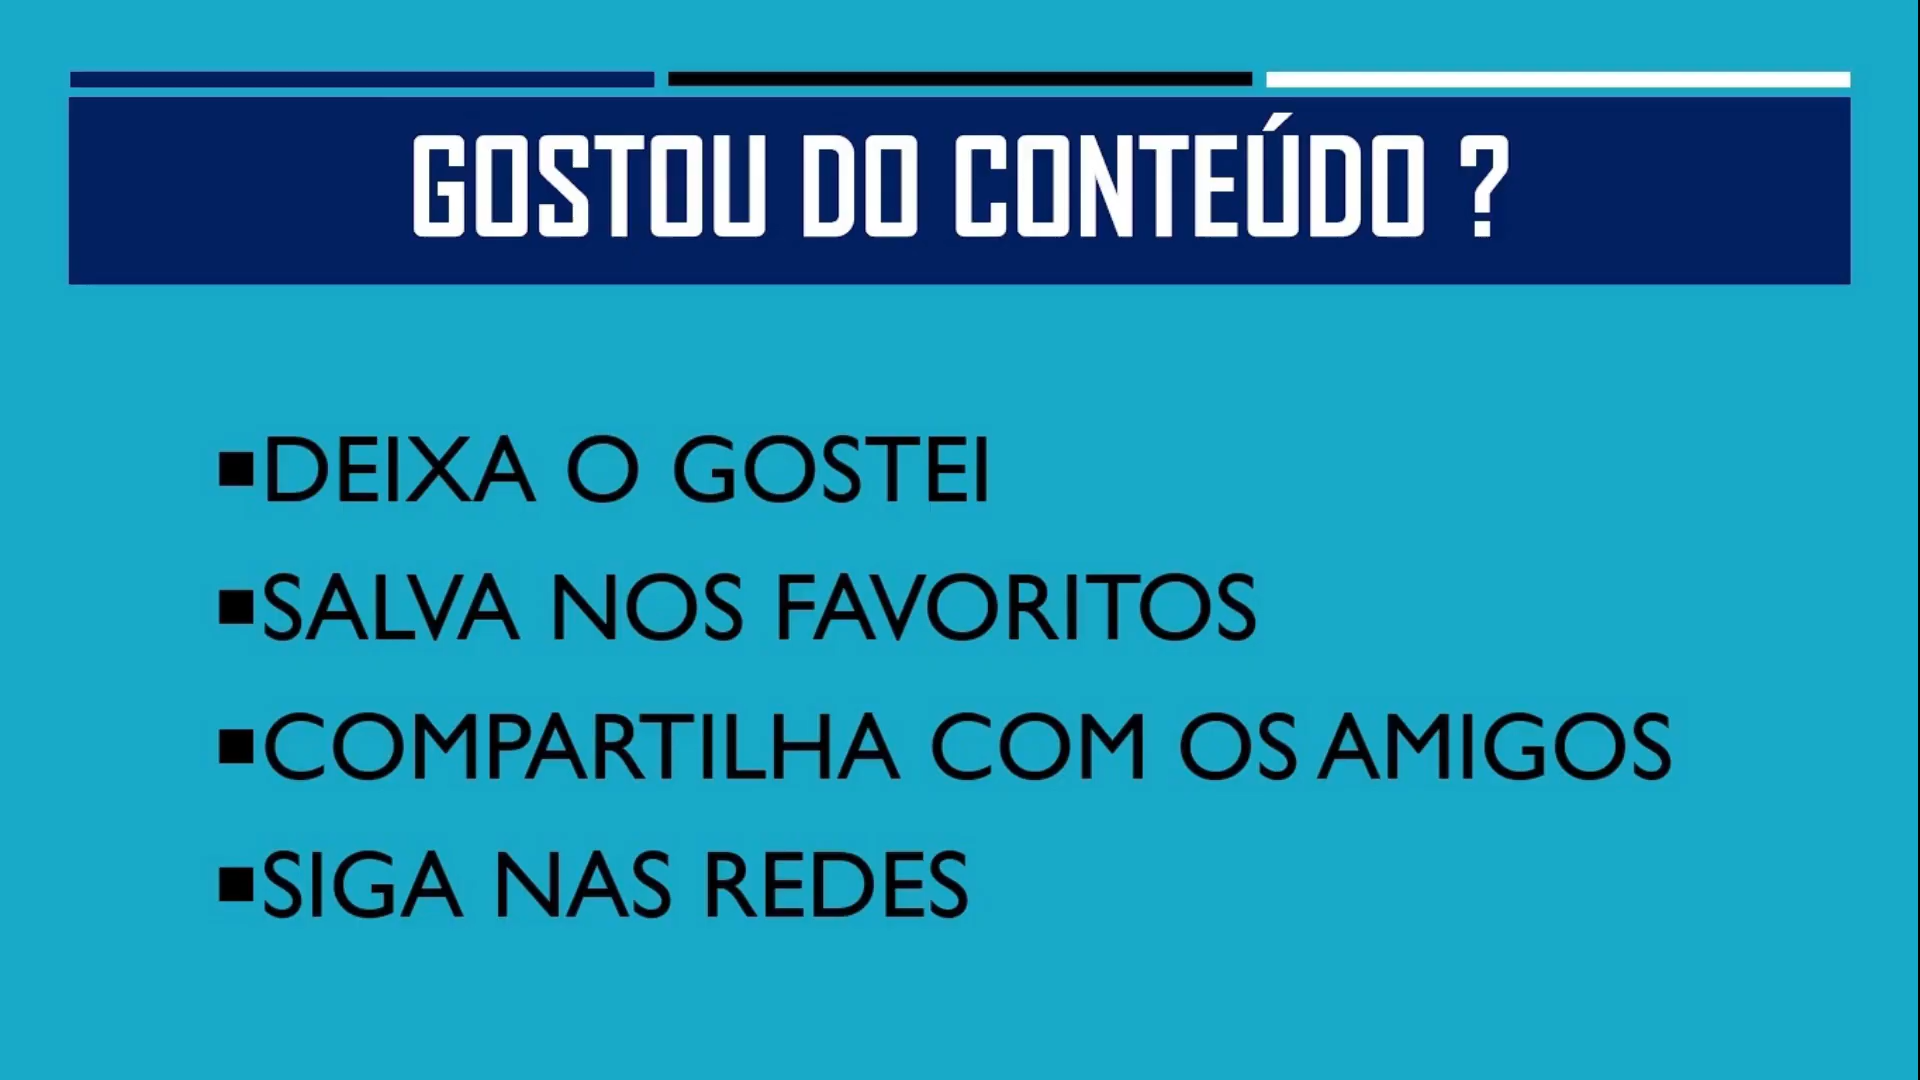 GOSTOU DO CONTEÚDO ?
▪DEIXA O GOSTEI
▪SALVA NOS FAVORITOS
▪COMPARTILHA COM OS AMIGOS
▪SIGA NAS REDES